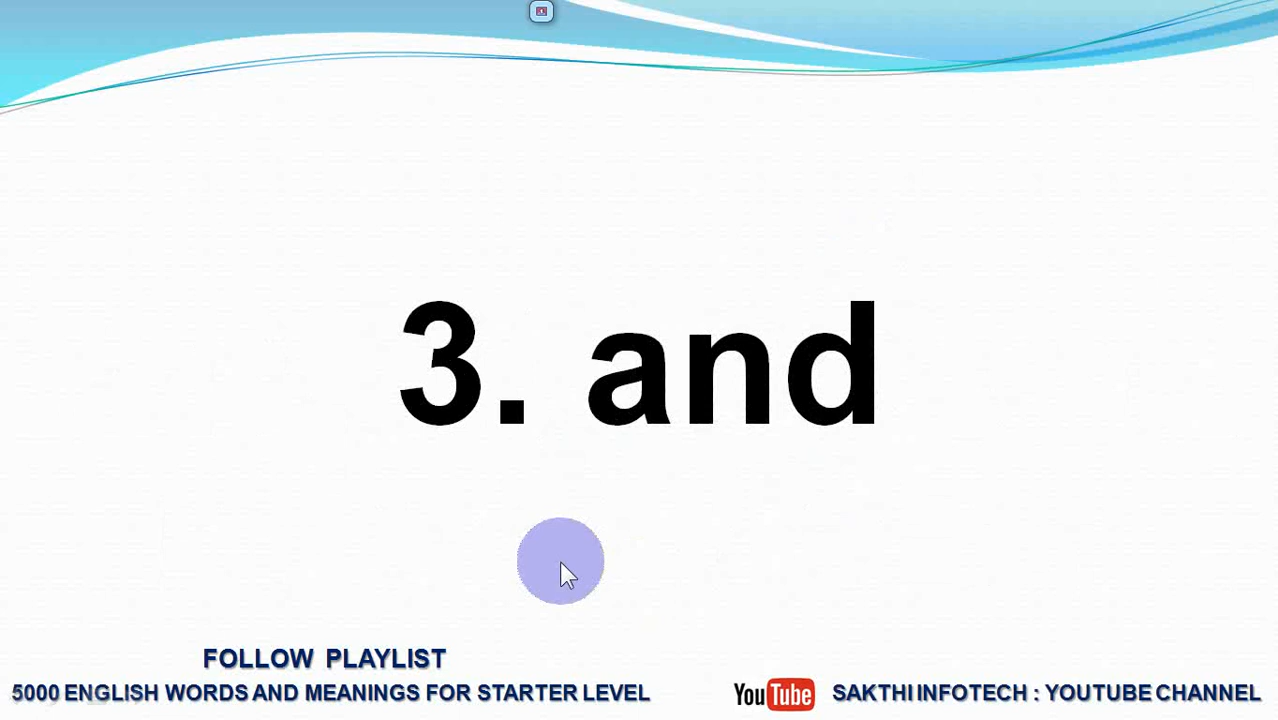 3. and
FOLLOW PLAYLIST
5000 ENGLISH WORDS AND MEANINGS FOR STARTER LEVEL
YouTube SAKTHI INFOTECH : YOUTUBE CHANNEL